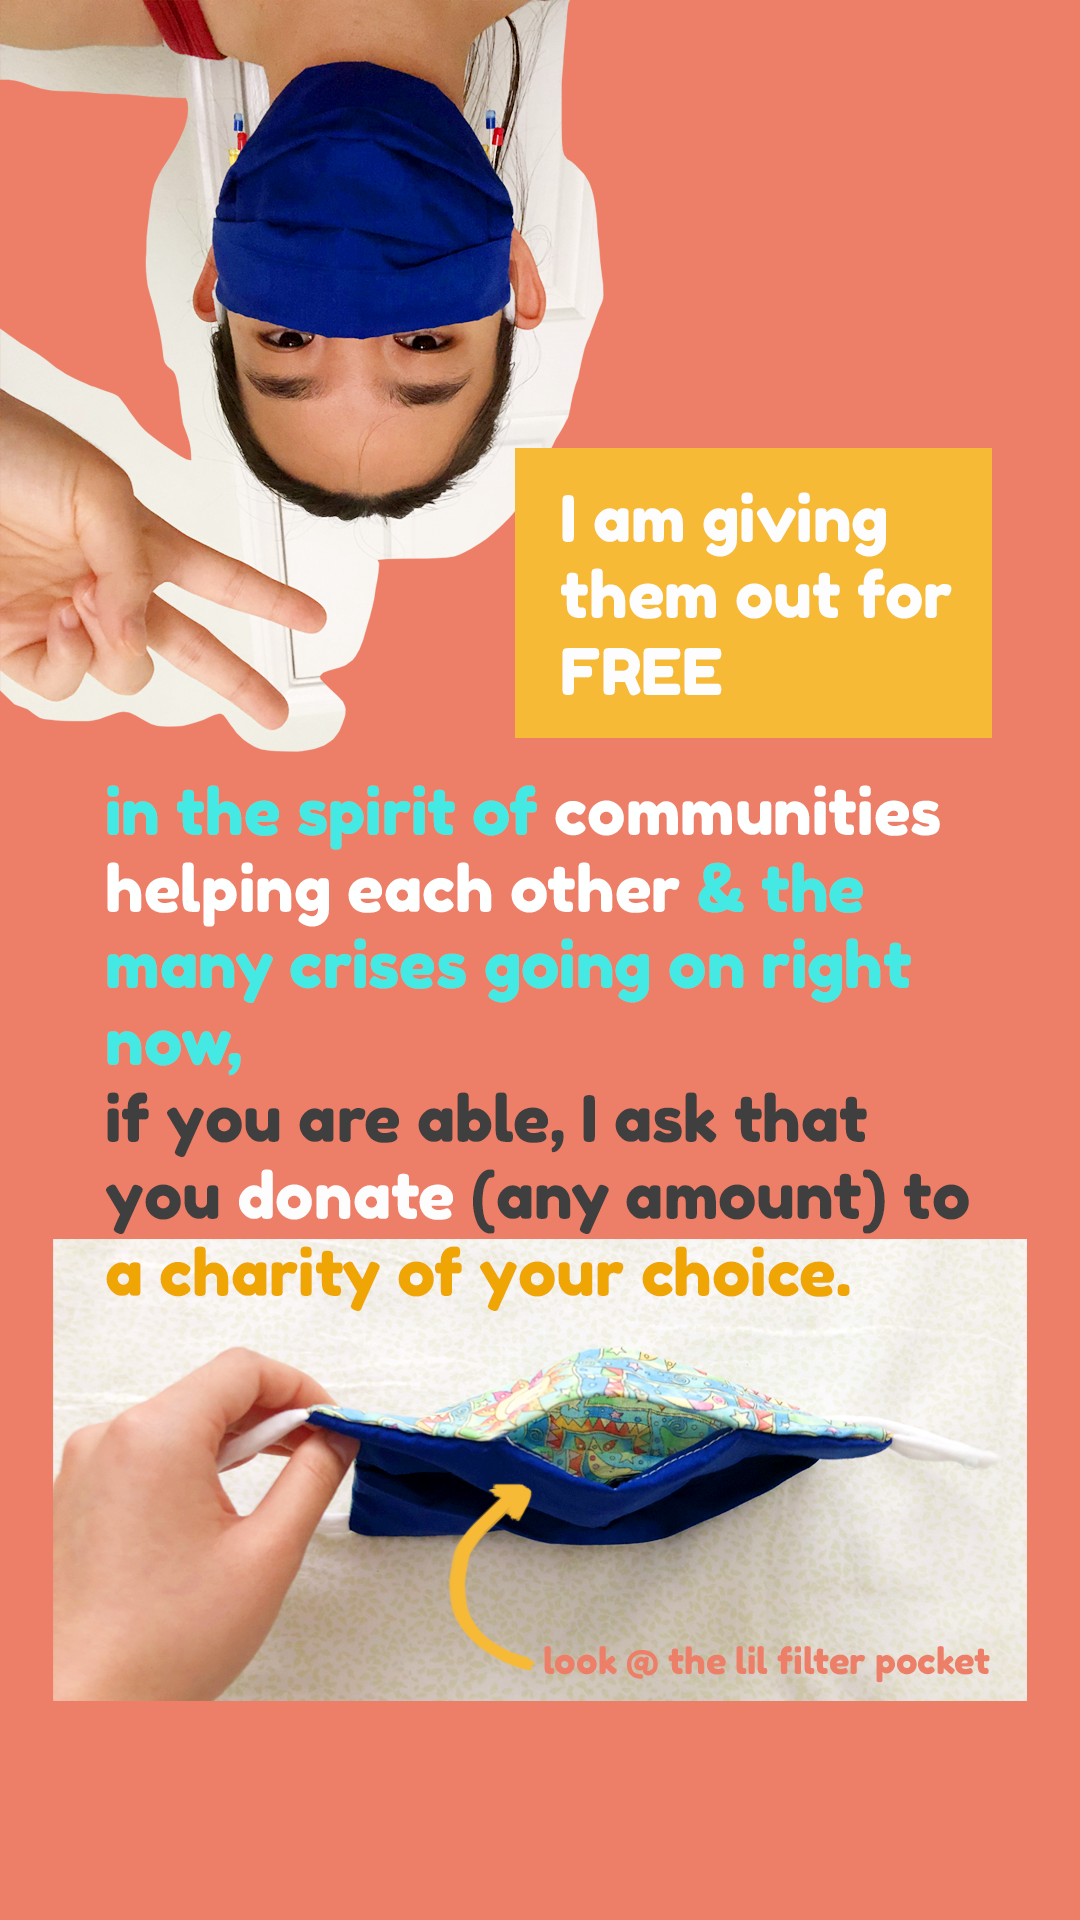 I am giving
them out for
FREE
in the spirit of communities
helping each other & the
many crises going on right
now,
if you are able, I ask that
you donate (any amount) to
a charity of your choice.
look @ the lil filter pocket